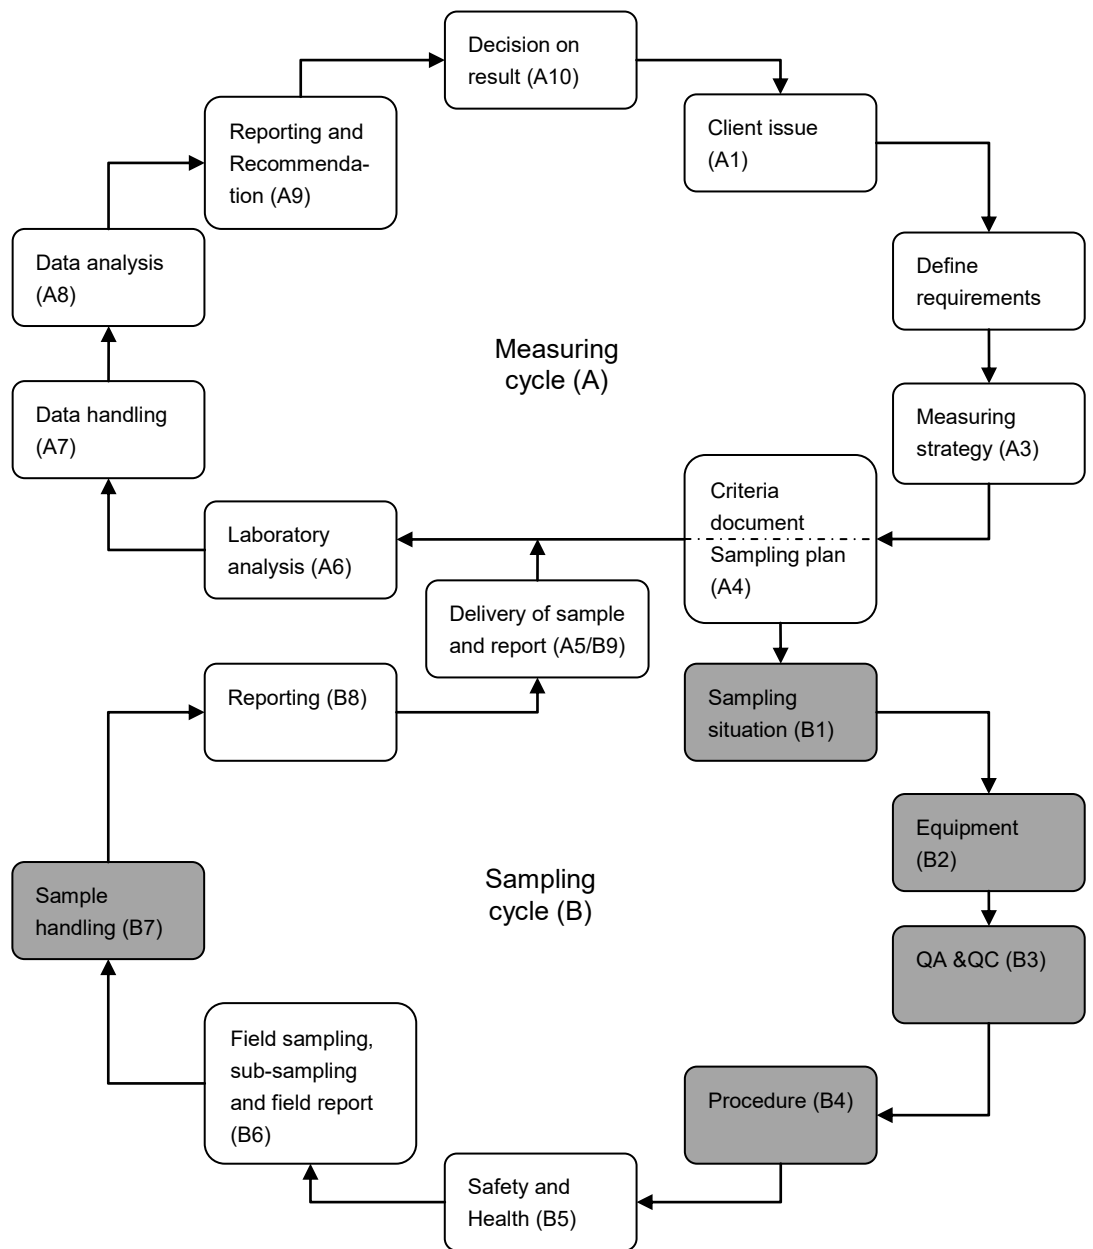 Decision on
result (A10)
Client issue
(A1)
Reporting and
Recommenda-
tion (A9)
Define
requirements
Data analysis
(A8)
Measuring
cycle (A)
Measuring
strategy (A3)
Data handling
(A7)
Criteria
document
Sampling plan
(A4)
Laboratory
analysis (A6)
Delivery of sample
and report (A5/B9)
Reporting (B8)
Sampling
situation (B1)
Equipment
(B2)
Sampling
cycle (B)
Sample
handling (B7)
QA &QC (B3)
Field sampling,
sub-sampling
and field report
(B6)
Procedure (B4)
Safety and
Health (B5)